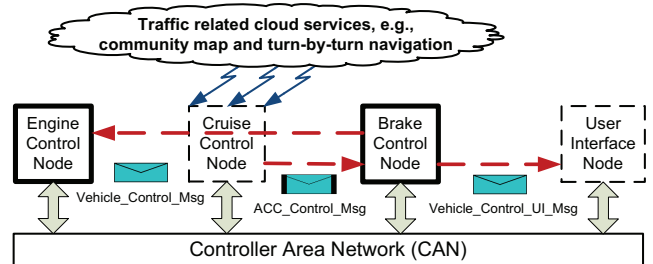 Traffic related cloud services, e.g.,
community map and turn-by-turn navigation
Engine
Control
Node
Cruise
Control
Node
Brake
Control
Node
User
Interface
Node
Vehicle_Control_Msg
ACC_Control_Msg
Vehicle_Control_UI_Msg
Controller Area Network (CAN)